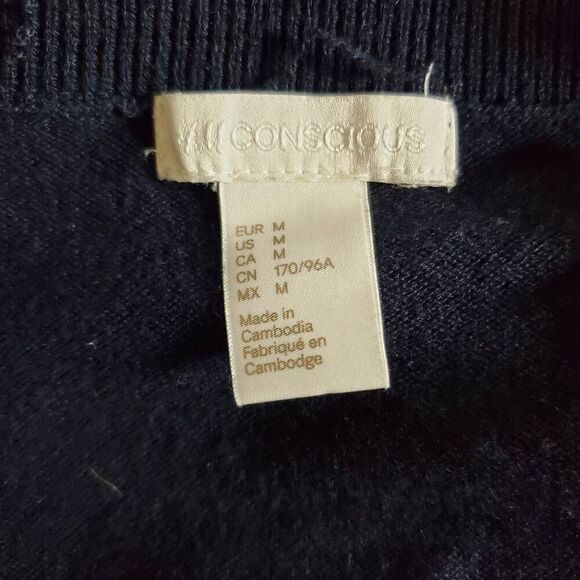 H&M CONSCIOUS
EUR M
US M
CA M
CN 170/96A
MX M
Made in
Cambodia
Fabriqué en
Cambodge